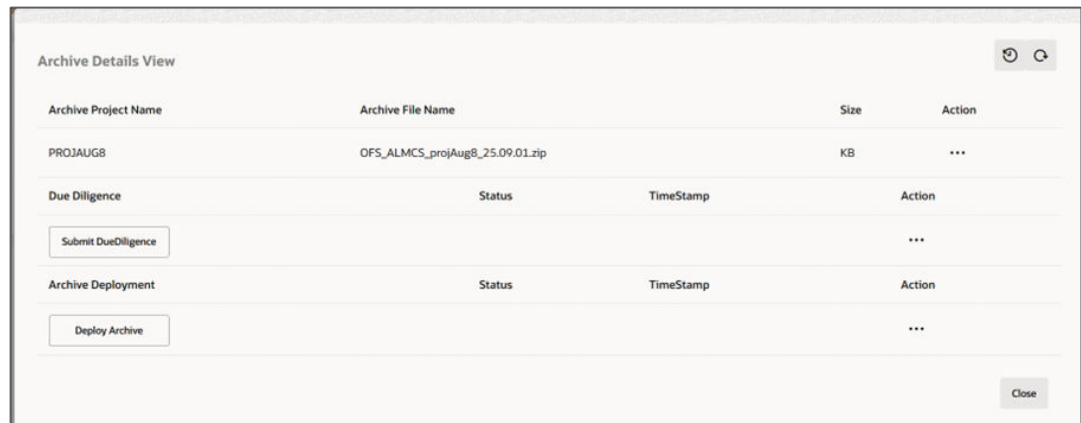 Archive Details View
Archive Project Name Archive File Name Size Action
PROJAUG8 OFS_ALMCS_projAug8_25.09.01.zip KB ...
Due Diligence Status TimeStamp Action
Submit DueDiligence ...
Archive Deployment Status TimeStamp Action
Deploy Archive ...
Close